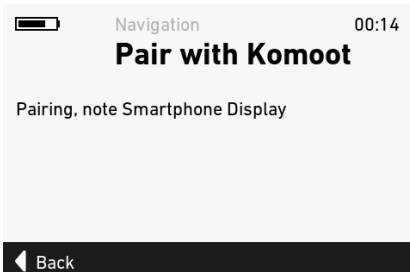 Navigation
00:14
Pair with Komoot
Pairing, note Smartphone Display
Back